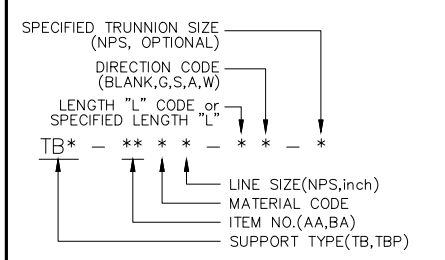 SPECIFIED TRUNNION SIZE
(NPS, OPTIONAL)
DIRECTION CODE
(BLANK,G,S,A,W)
LENGTH "L" CODE or
SPECIFIED LENGTH "L"
TB* - ** * * - * * - *
LINE SIZE(NPS,inch)
MATERIAL CODE
ITEM NO.(AA,BA)
SUPPORT TYPE(TB,TBP)